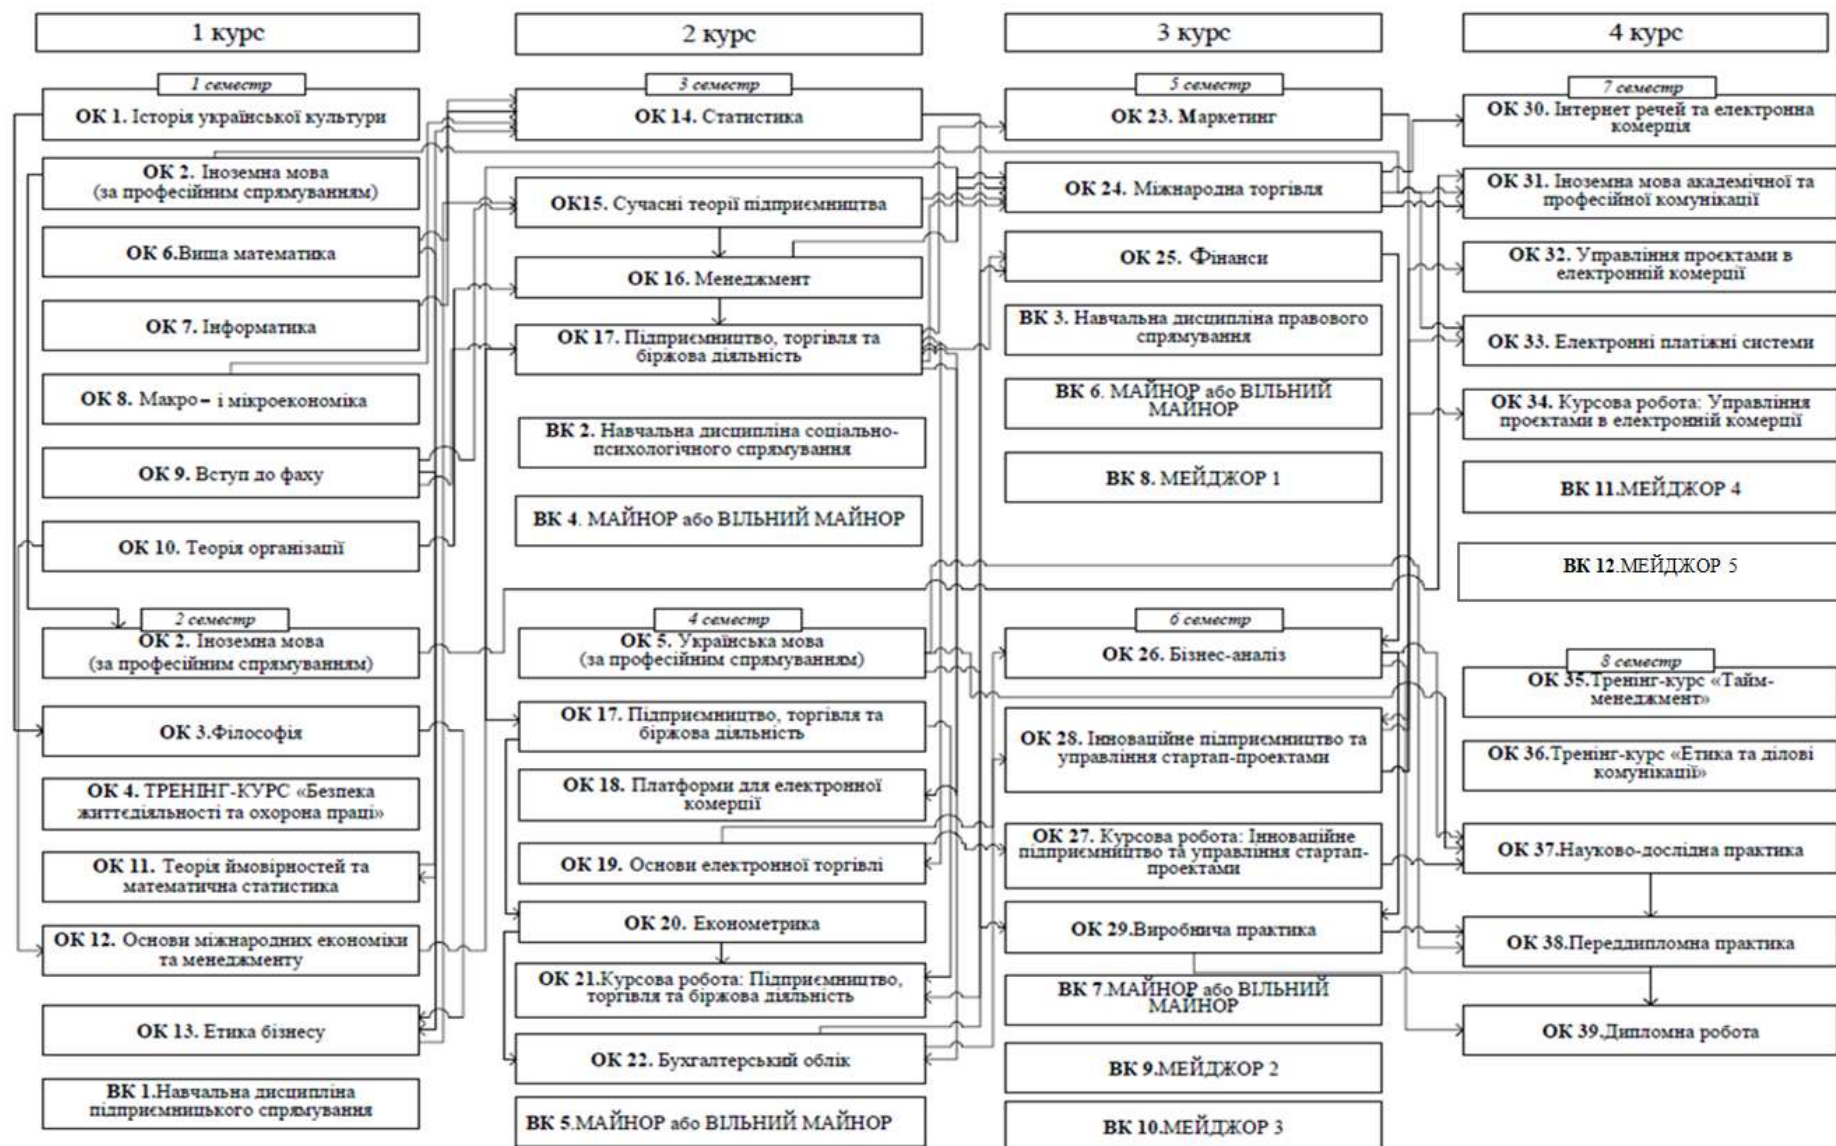 1 курс
1 семестр
ОК 1. Історія української культури
ОК 2. Іноземна мова
(за професійним спрямуванням)
ОК 6.Вища математика
ОК 7. Інформатика
ОК 8. Макро– і мікроекономіка
ОК 9. Вступ до фаху
ОК 10. Теорія організації
2 семестр
ОК 2. Іноземна мова
(за професійним спрямуванням)
ОК 3.Філософія
ОК 4. ТРЕНІНГ-КУРС «Безпека
життєдіяльності та охорона праці»
ОК 11. Теорія ймовірностей та
математична статистика
ОК 12. Основи міжнародних економіки
та менеджменту
ОК 13. Етика бізнесу
ВК 1.Навчальна дисципліна
підприємницького спрямування
2 курс
3 семестр
ОК 14. Статистика
ОК15. Сучасні теорії підприємництва
ОК 16. Менеджмент
ОК 17. Підприємництво, торгівля та
біржова діяльність
ВК 2. Навчальна дисципліна соціально-
психологічного спрямування
ВК 4. МАЙНОР або ВІЛЬНИЙ МАЙНОР
4 семестр
ОК 5. Українська мова
(за професійним спрямуванням)
ОК 17. Підприємництво, торгівля та
біржова діяльність
ОК 18. Платформи для електронної
комерції
ОК 19. Основи електронної торгівлі
ОК 20. Економетрика
ОК 21.Курсова робота: Підприємництво,
торгівля та біржова діяльність
ОК 22. Бухгалтерський облік
ВК 5.МАЙНОР або ВІЛЬНИЙ МАЙНОР
3 курс
5 семестр
ОК 23. Маркетинг
ОК 24. Міжнародна торгівля
ОК 25. Фінанси
ВК 3. Навчальна дисципліна правового
спрямування
ВК 6. МАЙНОР або ВІЛЬНИЙ
МАЙНОР
ВК 8. МЕЙДЖОР 1
6 семестр
ОК 26. Бізнес-аналіз
ОК 28. Інноваційне підприємництво та
управління стартап-проектами
ОК 27. Курсова робота: Інноваційне
підприємництво та управління стартап-
проектами
ОК 29.Виробнича практика
ВК 7.МАЙНОР або ВІЛЬНИЙ
МАЙНОР
ВК 9.МЕЙДЖОР 2
ВК 10.МЕЙДЖОР 3
4 курс
7 семестр
ОК 30. Інтернет речей та електронна
комерція
ОК 31. Іноземна мова академічної та
професійної комунікації
ОК 32. Управління проєктами в
електронній комерції
ОК 33. Електронні платіжні системи
ОК 34. Курсова робота: Управління
проєктами в електронній комерції
ВК 11.МЕЙДЖОР 4
ВК 12.МЕЙДЖОР 5
8 семестр
ОК 35.Тренінг-курс «Тайм-
менеджмент»
ОК 36.Тренінг-курс «Етика та ділові
комунікації»
ОК 37.Науково-дослідна практика
ОК 38.Переддипломна практика
ОК 39.Дипломна робота